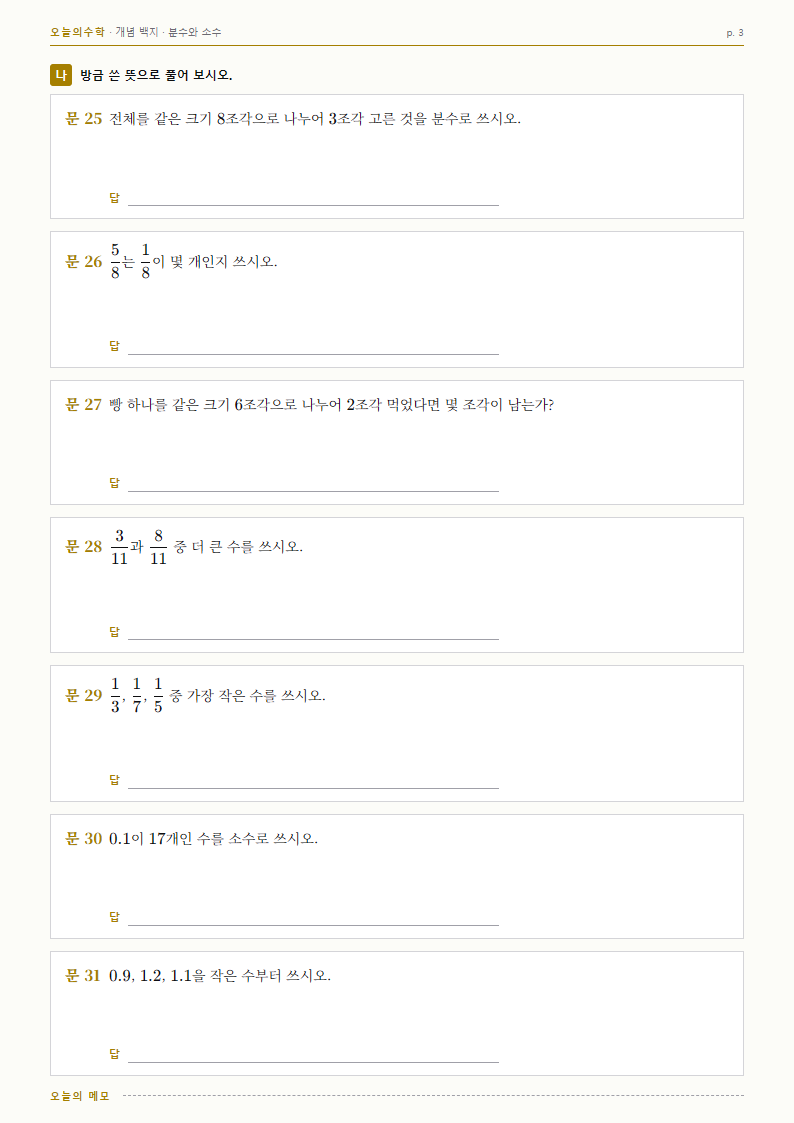 오늘의수학 · 개념 백지 · 분수와 소수 p. 3
나 방금 쓴 뜻으로 풀어 보시오.
문 25 전체를 같은 크기 8조각으로 나누어 3조각 고른 것을 분수로 쓰시오.
답
문 26 5/8는 1/8이 몇 개인지 쓰시오.
답
문 27 빵 하나를 같은 크기 6조각으로 나누어 2조각 먹었다면 몇 조각이 남는가?
답
문 28 3/11과 8/11 중 더 큰 수를 쓰시오.
답
문 29 1/3, 1/7, 1/5 중 가장 작은 수를 쓰시오.
답
문 30 0.1이 17개인 수를 소수로 쓰시오.
답
문 31 0.9, 1.2, 1.1을 작은 수부터 쓰시오.
답
오늘의 메모